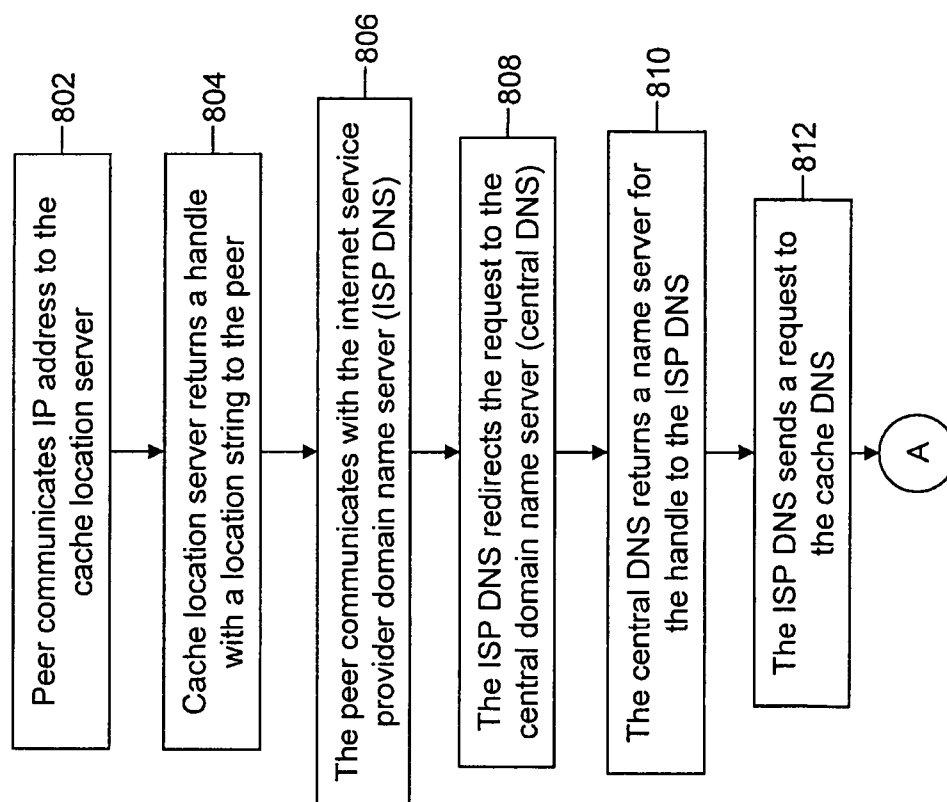 Peer communicates IP address to the
cache location server
802
Cache location server returns a handle
with a location string to the peer
804
The peer communicates with the internet service
provider domain name server (ISP DNS)
806
The ISP DNS redirects the request to the
central domain name server (central DNS)
808
The central DNS returns a name server for
the handle to the ISP DNS
810
The ISP DNS sends a request to
the cache DNS
812
A